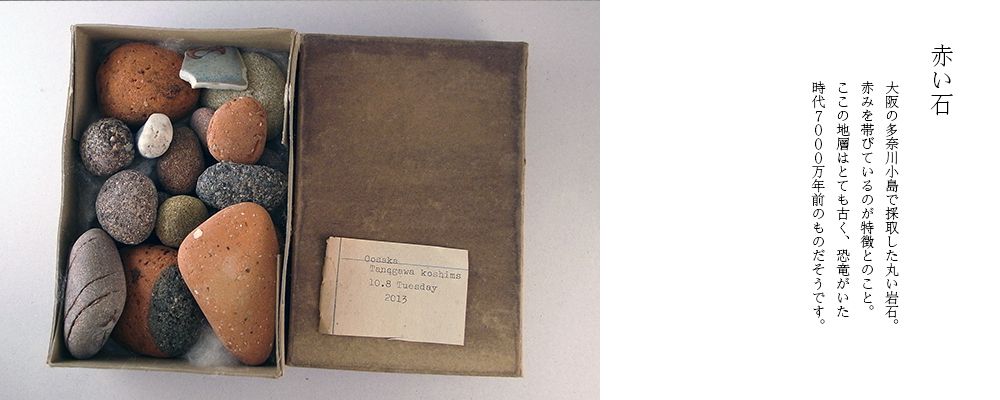 Oosaka
Tanqgawa koshims
10.8 Tuesday
2013
赤い石
大阪の多奈川小島で採取した丸い岩石。
赤みを帯びているのが特徴とのこと。
ここの地層はとても古く、恐竜がいた
時代7000万年前のものだそうです。